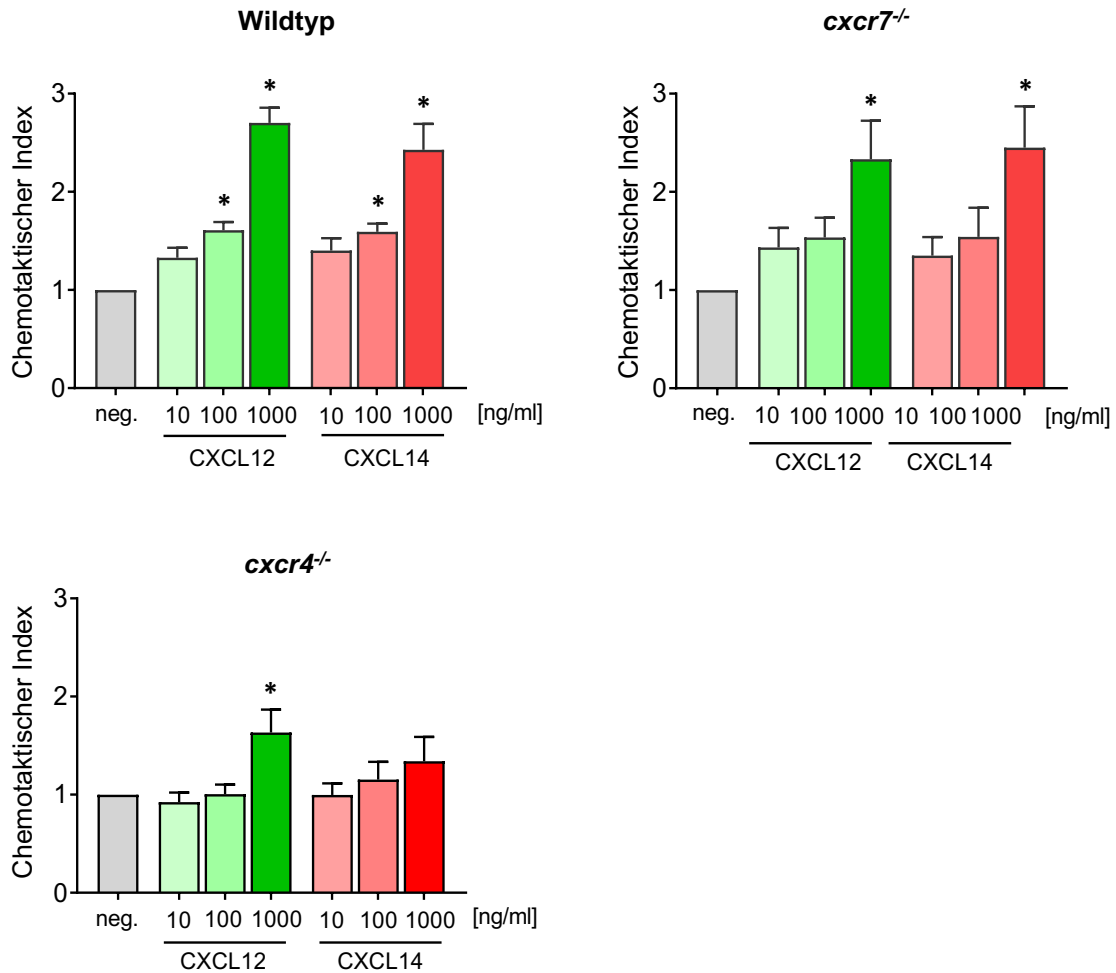 Wildtyp
Chemotaktischer Index
3
2
1
0
* * * *
neg. 10 100 1000 10 100 1000 [ng/ml]
CXCL12 CXCL14
cxcr7-/-
Chemotaktischer Index
3
2
1
0
* *
neg. 10 100 1000 10 100 1000 [ng/ml]
CXCL12 CXCL14
cxcr4-/-
Chemotaktischer Index
3
2
1
0
*
neg. 10 100 1000 10 100 1000 [ng/ml]
CXCL12 CXCL14